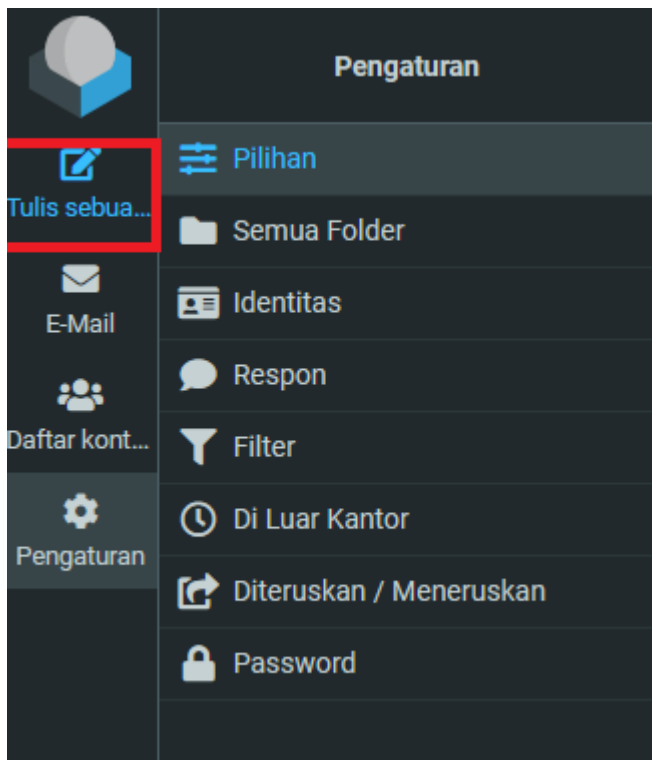 Pengaturan
Tulis sebua...
E-Mail
Daftar kont...
Pengaturan
Pilihan
Semua Folder
Identitas
Respon
Filter
Di Luar Kantor
Diteruskan / Meneruskan
Password